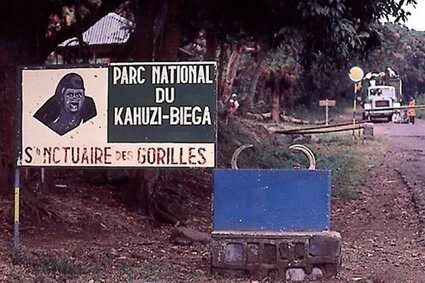 PARC NATIONAL
DU
KAHUZI-BIEGA
SANCTUAIRE DES GORILLES